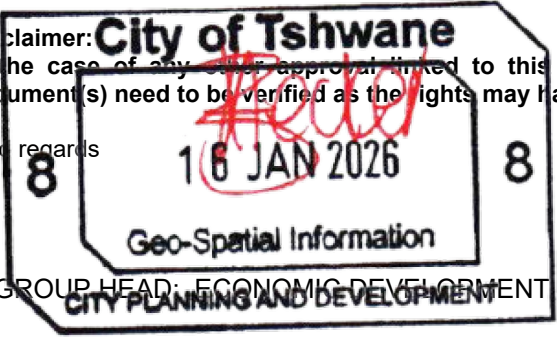 claimer:
City of Tshwane
he case of any other approval linked to this
cument(s) need to be verified as the rights may ha
regards
8 16 JAN 2026 8
Geo-Spatial Information
GROUP HEAD: ECONOMIC DEVELOPMENT
CITY PLANNING AND DEVELOPMENT